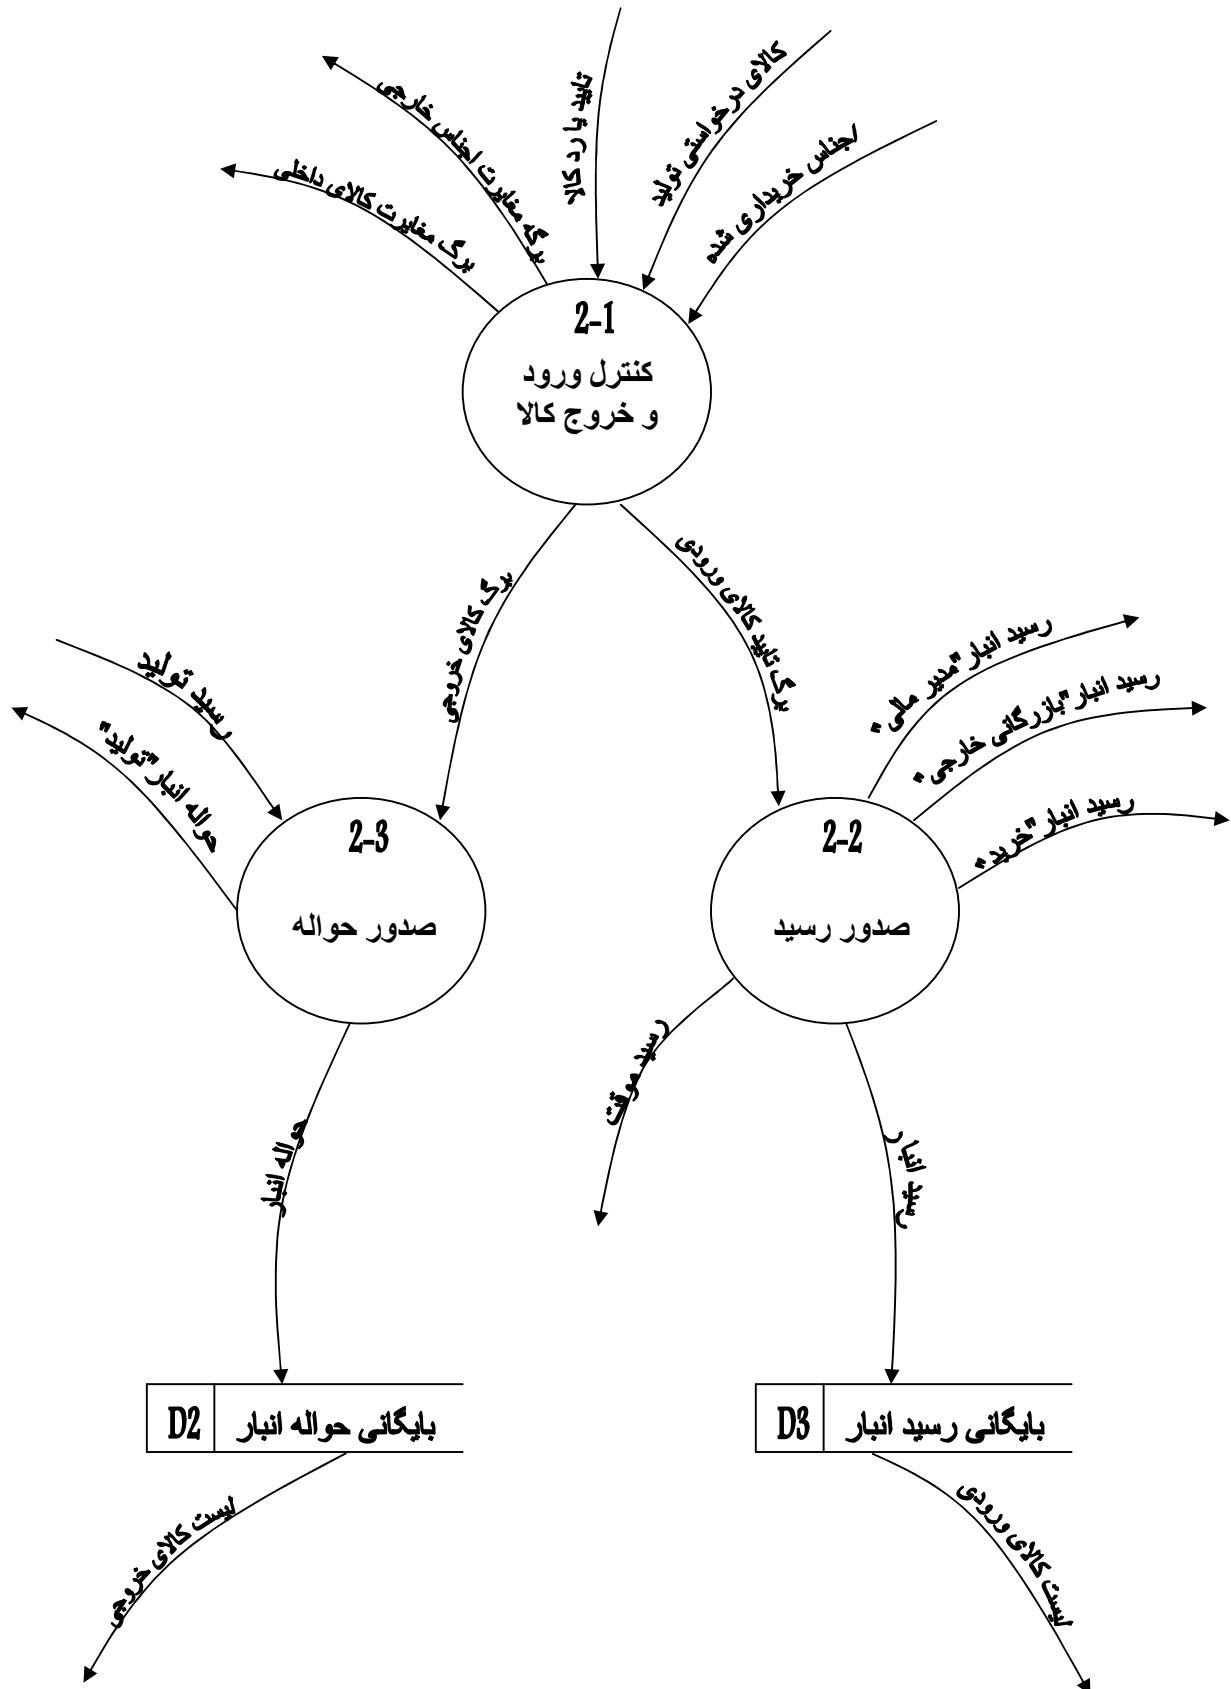 تایید یا رد کالا
کالای درخواستی تولید
اجناس خریداری شده
برگه مغایرت اجناس خارجی
برگ مغایرت کالای داخلی
2-1
کنترل ورود
و خروج کالا
برگ تایید کالای ورودی
برگ کالای خروجی
رسید انبار"مدیر مالی"
رسید انبار"بازرگانی خارجی"
رسید انبار"خرید"
رسید تولید
حواله انبار"تولید"
2-2
صدور رسید
2-3
صدور حواله
رسید موقت
رسید انبار
حواله انبار
D3
بایگانی رسید انبار
D2
بایگانی حواله انبار
لیست کالای ورودی
لیست کالای خروجی